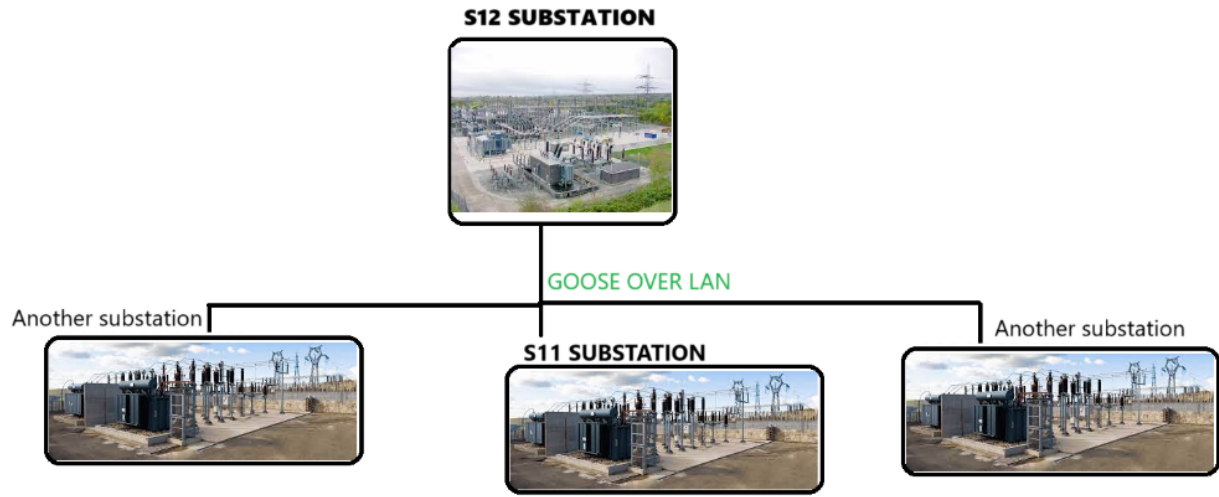 S12 SUBSTATION
GOOSE OVER LAN
Another substation
S11 SUBSTATION
Another substation